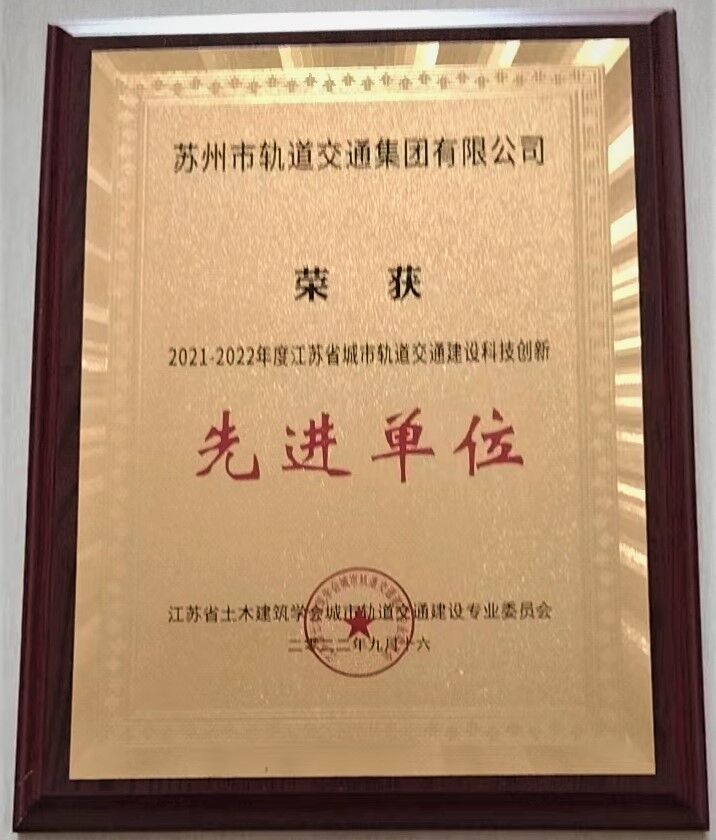 苏州市轨道交通集团有限公司
荣 获
2021-2022年度江苏省城市轨道交通建设科技创新
先进单位
江苏省土木建筑学会城市轨道交通建设专业委员会
二零二二年九月十六